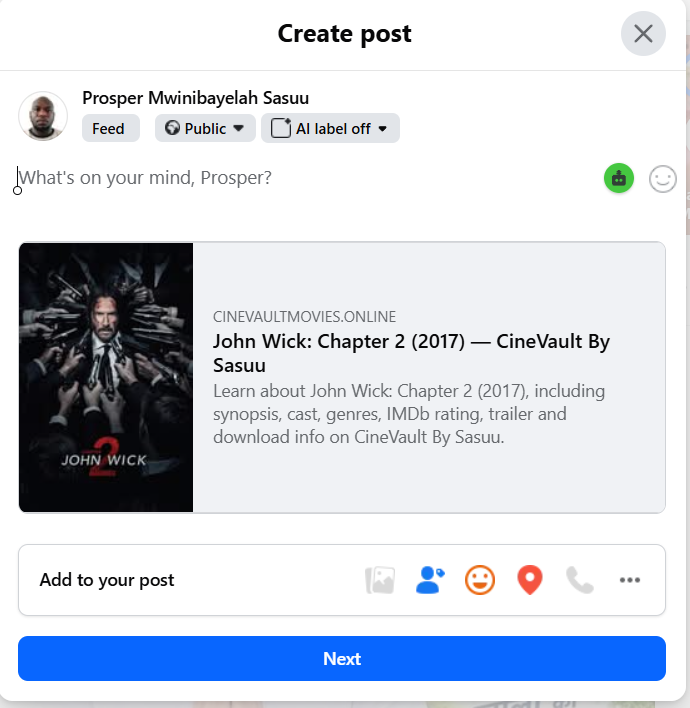 Create post
Prosper Mwinibayelah Sasuu
Feed
Public
AI label off
What's on your mind, Prosper?
JOHN WICK
2
CINEVAULTMOVIES.ONLINE
John Wick: Chapter 2 (2017) — CineVault By
Sasuu
Learn about John Wick: Chapter 2 (2017), including
synopsis, cast, genres, IMDb rating, trailer and
download info on CineVault By Sasuu.
Add to your post
Next